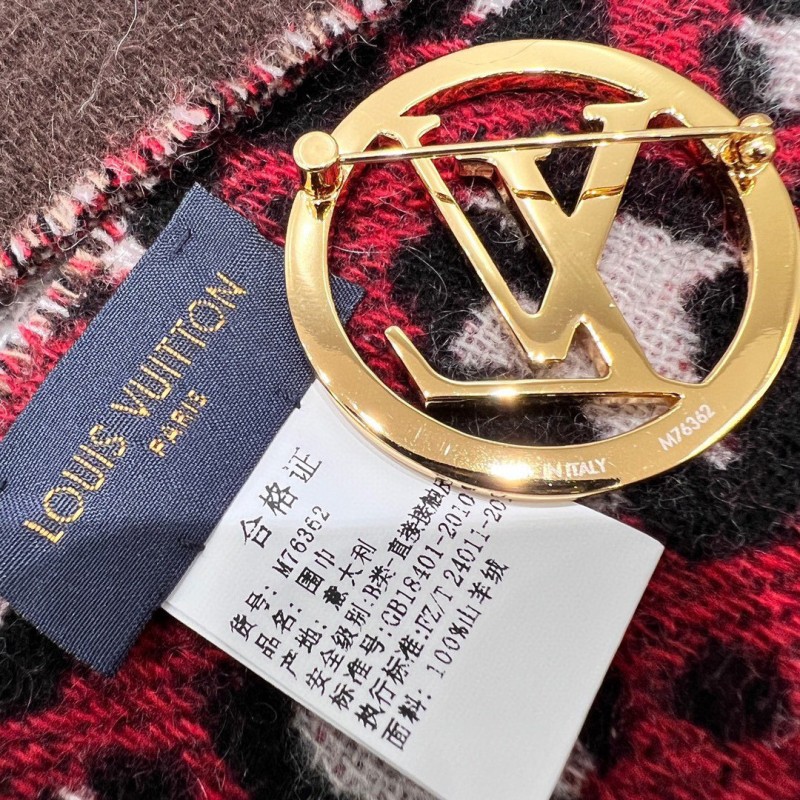 LOUIS VUITTON
PARIS
IN ITALY
M76362
合格证
货号: M76362
围巾
品名:
产地: 意大利
安全级别:B类-直接接触皮
标准号:GB18401-2010
执行标准:FZ/T 24011-20
面料: 100%山羊绒